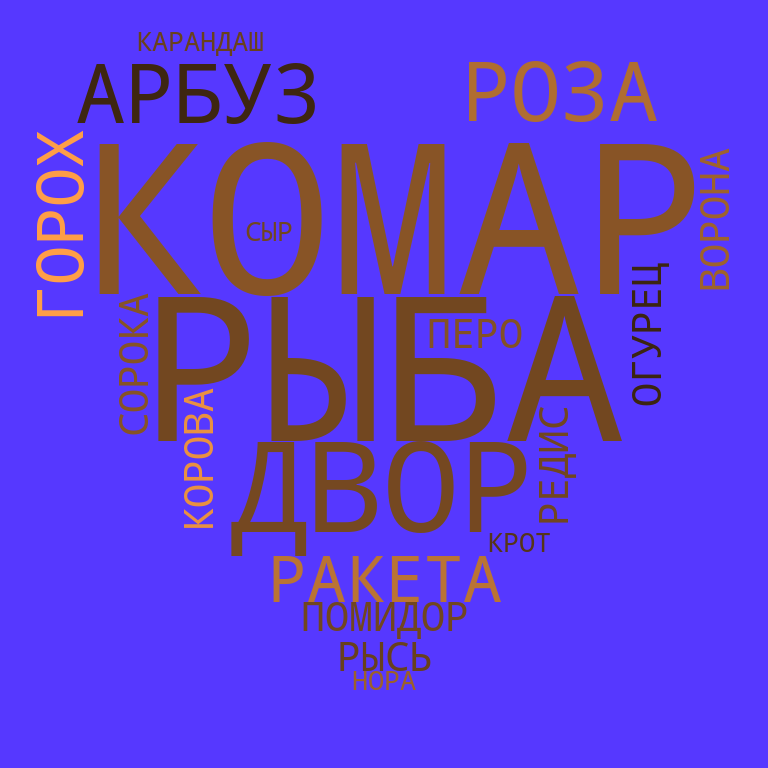 КАРАНДАШ
АРБУЗ
РОЗА
ГОРОХ
КОМАР
ВОРОНА
СЫР
СОРОКА
РЫБА
ПЕРО
ОГУРЕЦ
КОРОВА
ДВОР
РЕДИС
КРОТ
РАКЕТА
ПОМИДОР
РЫСЬ
НОРА